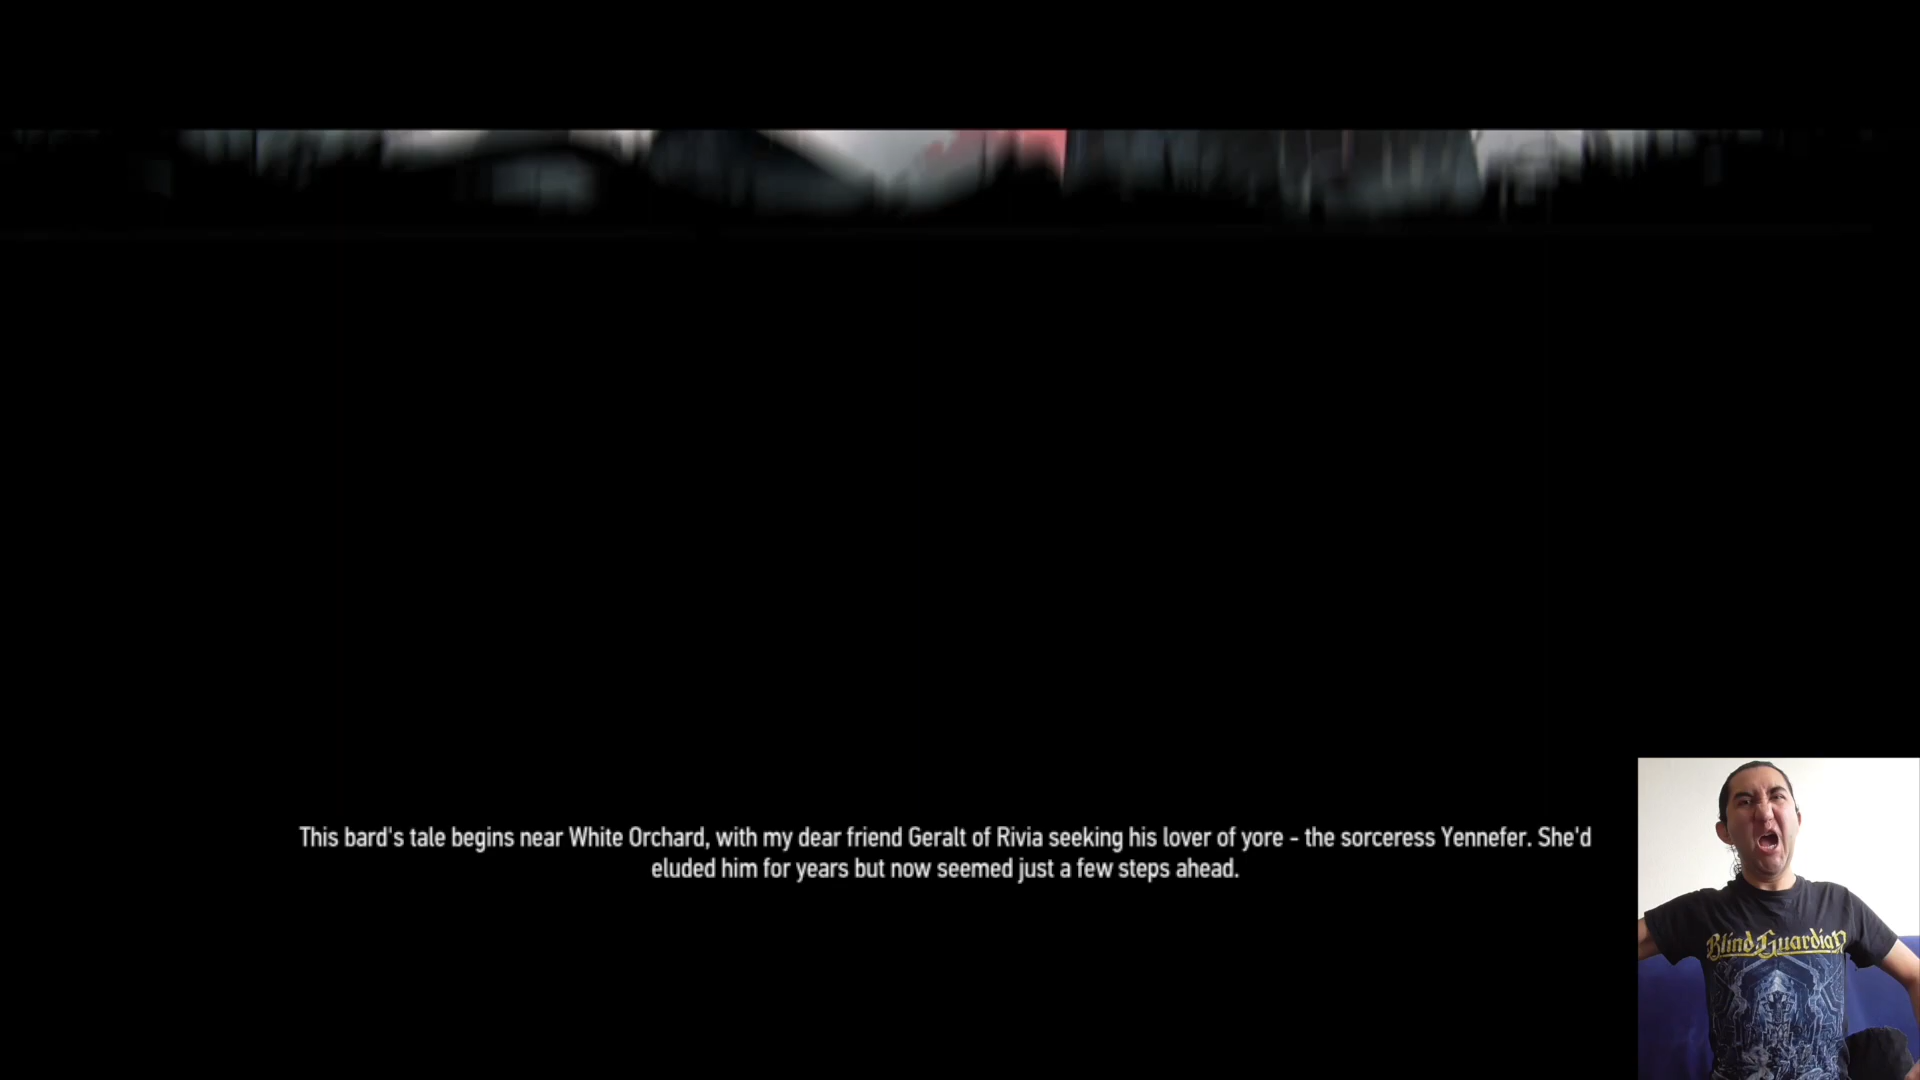 This bard's tale begins near White Orchard, with my dear friend Geralt of Rivia seeking his lover of yore - the sorceress Yennefer. She'd
eluded him for years but now seemed just a few steps ahead.
Blind Guardian